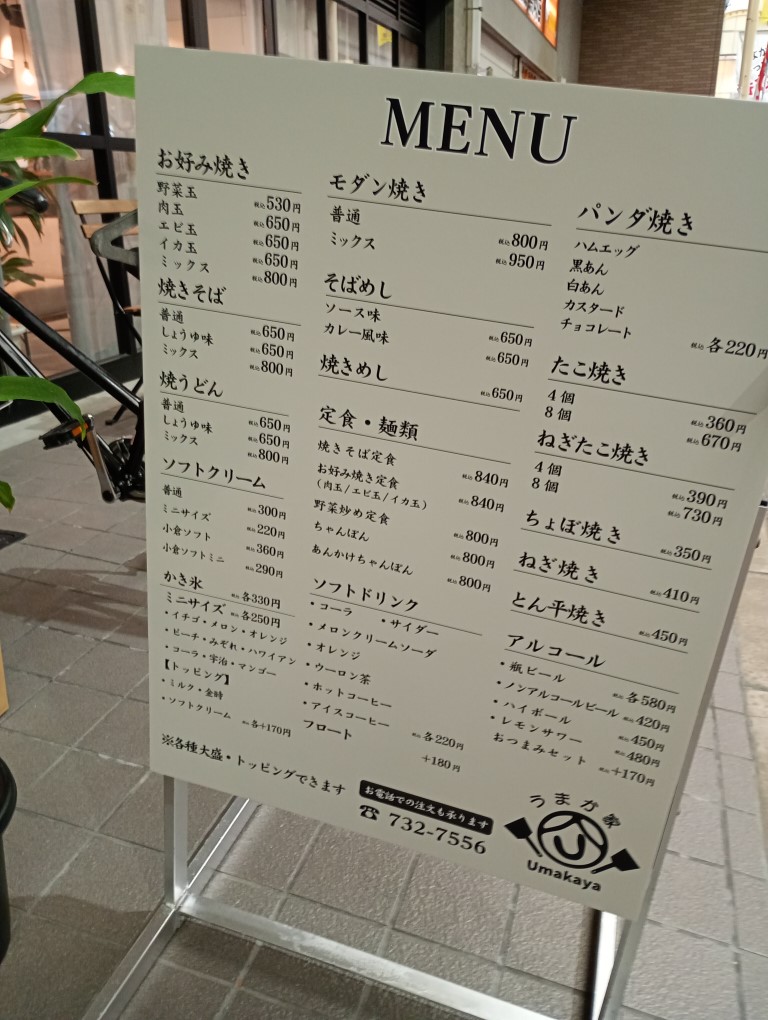 MENU
お好み焼き
野菜玉 税込530円
肉玉 税込650円
エビ玉 税込650円
イカ玉 税込650円
ミックス 税込800円
焼きそば
普通 税込650円
しょうゆ味 税込650円
ミックス 税込800円
焼うどん
普通 税込650円
しょうゆ味 税込650円
ミックス 税込800円
ソフトクリーム
普通 税込300円
ミニサイズ 税込220円
小倉ソフト 税込360円
小倉ソフトミニ 税込290円
かき氷 税込各330円
ミニサイズ 税込各250円
・イチゴ・メロン・オレンジ
・ピーチ・みぞれ・ハワイアン
・コーラ・宇治・マンゴー
【トッピング】
・ミルク・金時
・ソフトクリーム 税込各+170円
モダン焼き
普通 税込800円
ミックス 税込950円
そばめし
ソース味 税込650円
カレー風味 税込650円
焼きめし 税込650円
定食・麺類
焼きそば定食 税込840円
お好み焼き定食 税込840円
（肉玉/エビ玉/イカ玉）
野菜炒め定食 税込800円
ちゃんぽん 税込800円
あんかけちゃんぽん 税込800円
ソフトドリンク
・コーラ ・サイダー
・メロンクリームソーダ
・オレンジ
・ウーロン茶
・ホットコーヒー
・アイスコーヒー 税込各220円
フロート +180円
パンダ焼き
ハムエッグ
黒あん
白あん
カスタード
チョコレート 税込各220円
たこ焼き
4個 税込360円
8個 税込670円
ねぎたこ焼き
4個 税込390円
8個 税込730円
ちょぼ焼き 税込350円
ねぎ焼き 税込410円
とん平焼き 税込450円
アルコール
・瓶ビール 税込各580円
・ノンアルコールビール 税込420円
・ハイボール 税込450円
・レモンサワー 税込480円
おつまみセット 税込+170円
※各種大盛・トッピングできます
お電話での注文も承ります
☎732-7556
うまか家
Umakaya